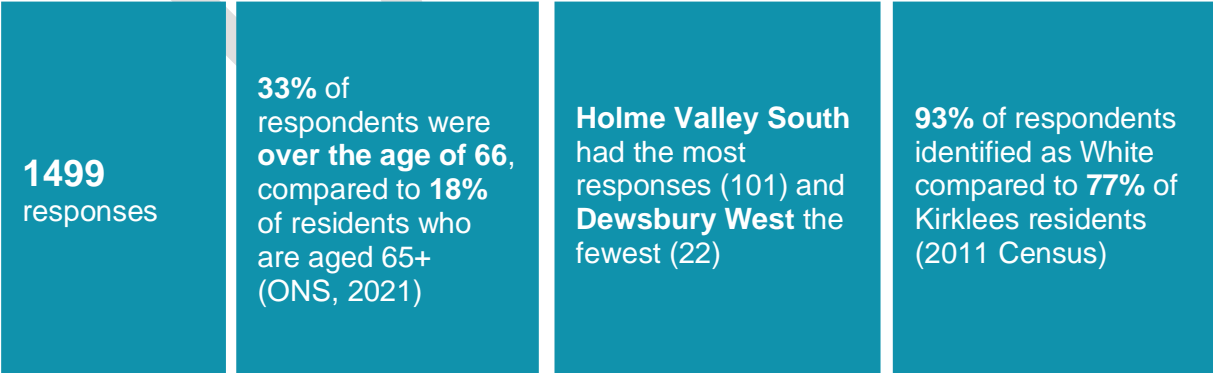 1499
responses
33% of
respondents were
over the age of 66,
compared to 18%
of residents who
are aged 65+
(ONS, 2021)
Holme Valley South
had the most
responses (101) and
Dewsbury West the
fewest (22)
93% of respondents
identified as White
compared to 77% of
Kirklees residents
(2011 Census)